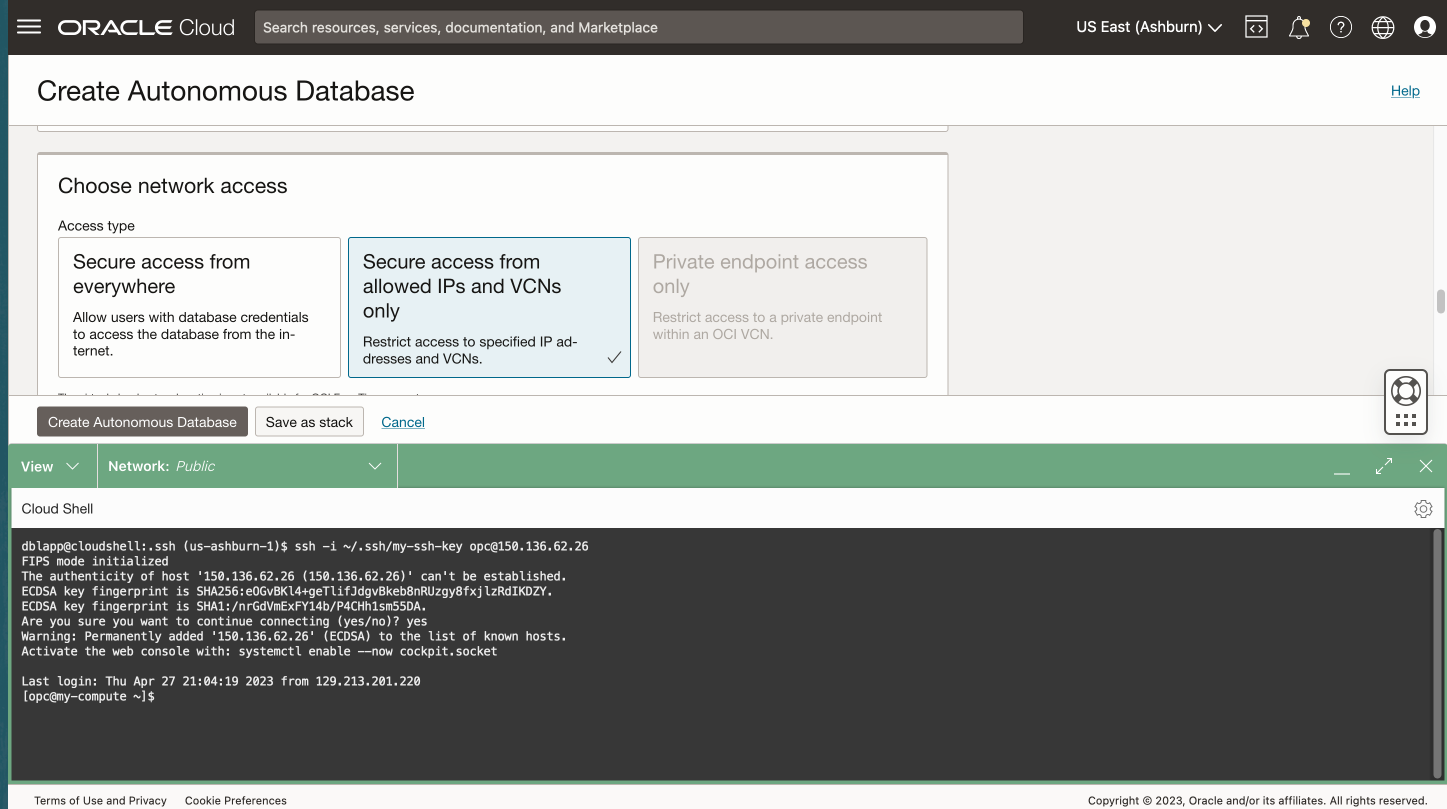 ORACLE Cloud
Search resources, services, documentation, and Marketplace
US East (Ashburn)
Create Autonomous Database
Help
Choose network access
Access type
Secure access from
everywhere
Allow users with database credentials
to access the database from the in-
ternet.
Secure access from
allowed IPs and VCNs
only
Restrict access to specified IP ad-
dresses and VCNs.
Private endpoint access
only
Restrict access to a private endpoint
within an OCI VCN.
Create Autonomous Database
Save as stack
Cancel
View
Network: Public
Cloud Shell
dblapp@cloudshell:.ssh (us-ashburn-1)$ ssh -i ~/.ssh/my-ssh-key opc@150.136.62.26
FIPS mode initialized
The authenticity of host '150.136.62.26 (150.136.62.26)' can't be established.
ECDSA key fingerprint is SHA256:eOGvBKl4+geTlifJdgvBkeb8nRUzgy8fxjlzRdIKDZY.
ECDSA key fingerprint is SHA1:/nrGdVmExFY14b/P4CHh1sm55DA.
Are you sure you want to continue connecting (yes/no)? yes
Warning: Permanently added '150.136.62.26' (ECDSA) to the list of known hosts.
Activate the web console with: systemctl enable --now cockpit.socket
Last login: Thu Apr 27 21:04:19 2023 from 129.213.201.220
[opc@my-compute ~]$
Terms of Use and Privacy
Cookie Preferences
Copyright © 2023, Oracle and/or its affiliates. All rights reserved.